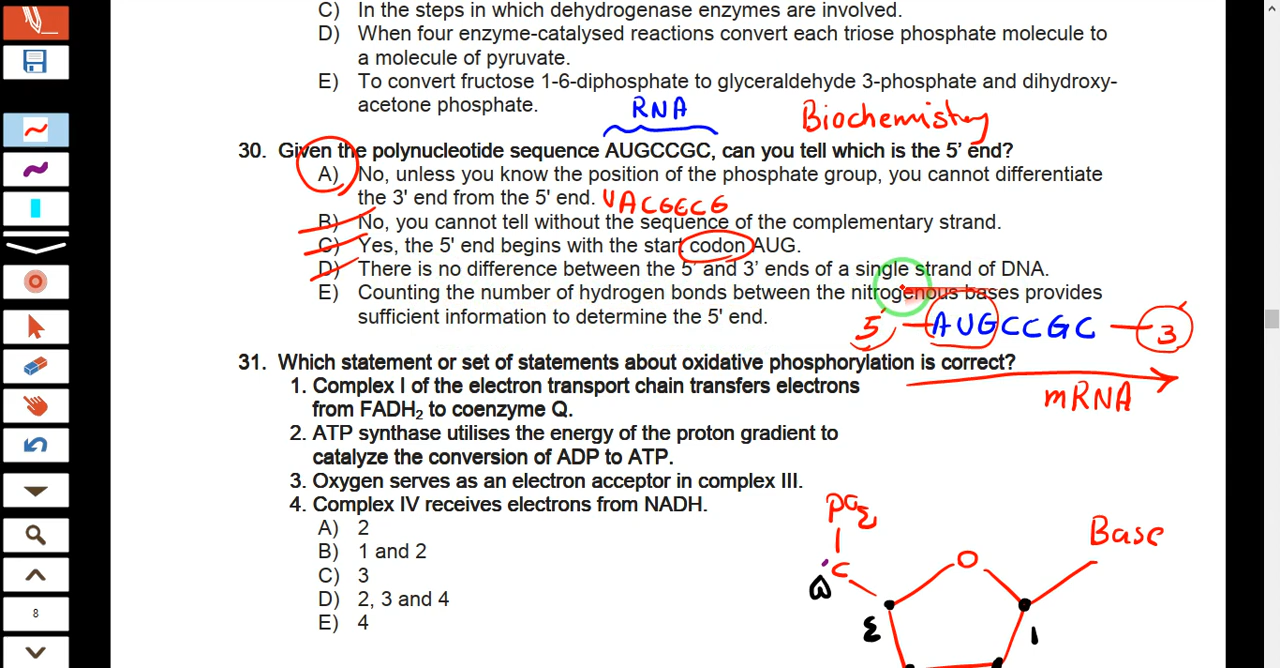 C) In the steps in which dehydrogenase enzymes are involved.
D) When four enzyme-catalysed reactions convert each triose phosphate molecule to
a molecule of pyruvate.
E) To convert fructose 1-6-diphosphate to glyceraldehyde 3-phosphate and dihydroxy-
acetone phosphate.
RNA
Biochemistry
30. Given the polynucleotide sequence AUGCCGC, can you tell which is the 5' end?
A) No, unless you know the position of the phosphate group, you cannot differentiate
the 3' end from the 5' end.
UACGGCG
B) No, you cannot tell without the sequence of the complementary strand.
C) Yes, the 5' end begins with the start codon AUG.
D) There is no difference between the 5' and 3' ends of a single strand of DNA.
E) Counting the number of hydrogen bonds between the nitrogenous bases provides
sufficient information to determine the 5' end.
5' AUGCCGC 3'
mRNA
31. Which statement or set of statements about oxidative phosphorylation is correct?
1. Complex I of the electron transport chain transfers electrons
from FADH₂ to coenzyme Q.
2. ATP synthase utilises the energy of the proton gradient to
catalyze the conversion of ADP to ATP.
3. Oxygen serves as an electron acceptor in complex III.
4. Complex IV receives electrons from NADH.
A) 2
B) 1 and 2
C) 3
D) 2, 3 and 4
E) 4
Base
O
C
1
8